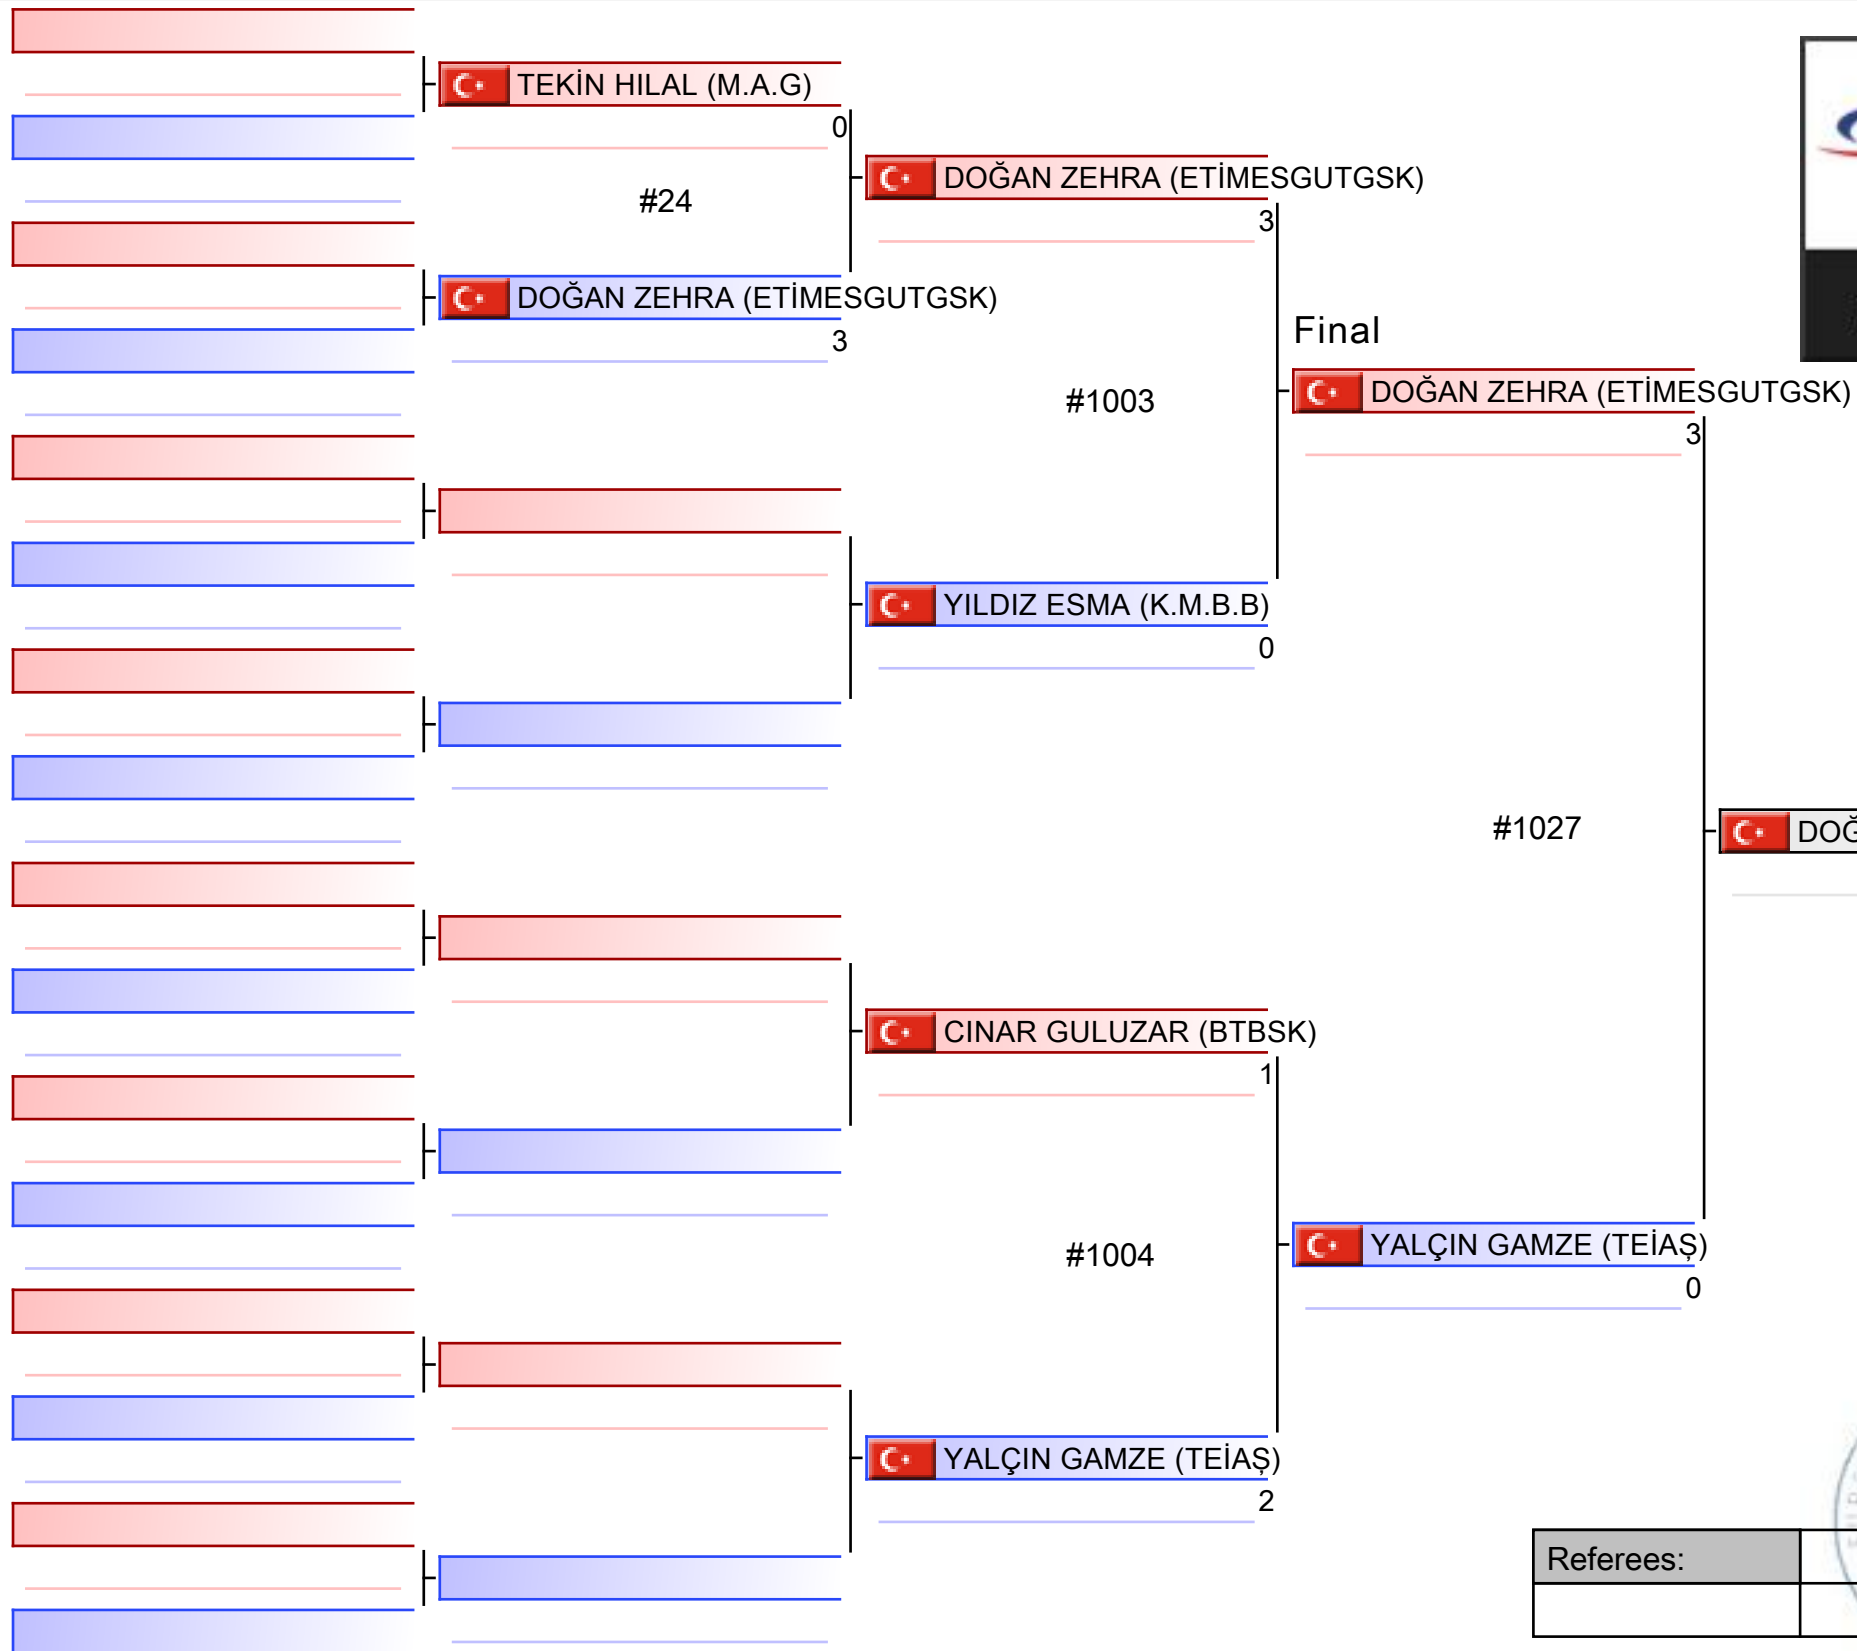 TEKİN HILAL (M.A.G)
0
DOĞAN ZEHRA (ETİMESGUTGSK)
3
#24
DOĞAN ZEHRA (ETİMESGUTGSK)
3
Final
DOĞAN ZEHRA (ETİMESGUTGSK)
3
#1003
YILDIZ ESMA (K.M.B.B)
0
#1027
DOĞ
CINAR GULUZAR (BTBSK)
1
#1004
YALÇIN GAMZE (TEİAŞ)
0
YALÇIN GAMZE (TEİAŞ)
2
Referees: